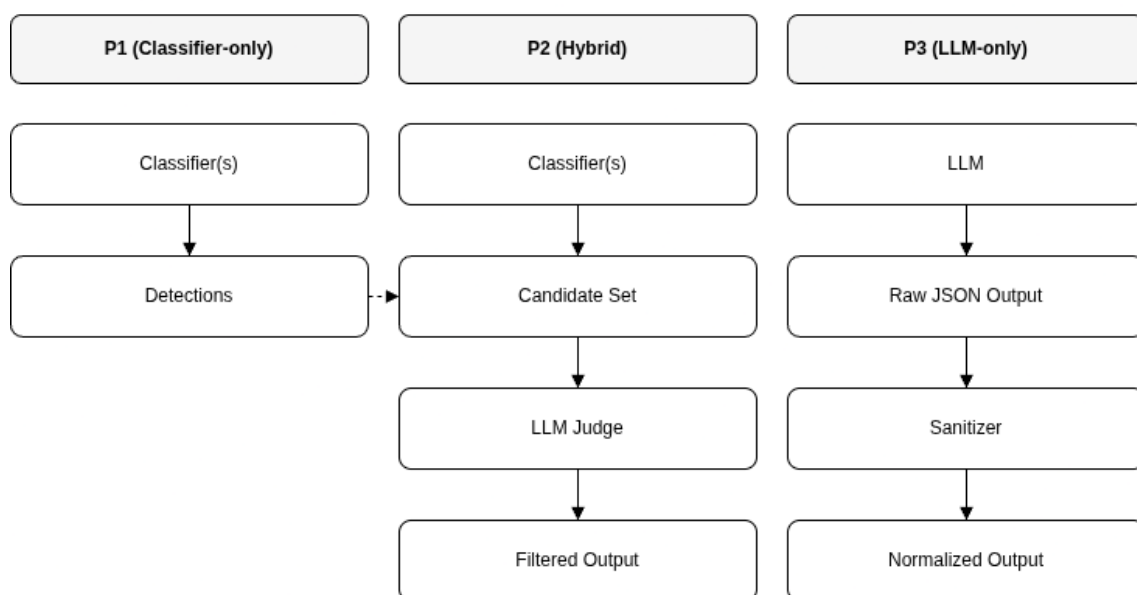 P1 (Classifier-only)
P2 (Hybrid)
P3 (LLM-only)
Classifier(s)
Classifier(s)
LLM
Detections
Candidate Set
Raw JSON Output
LLM Judge
Sanitizer
Filtered Output
Normalized Output